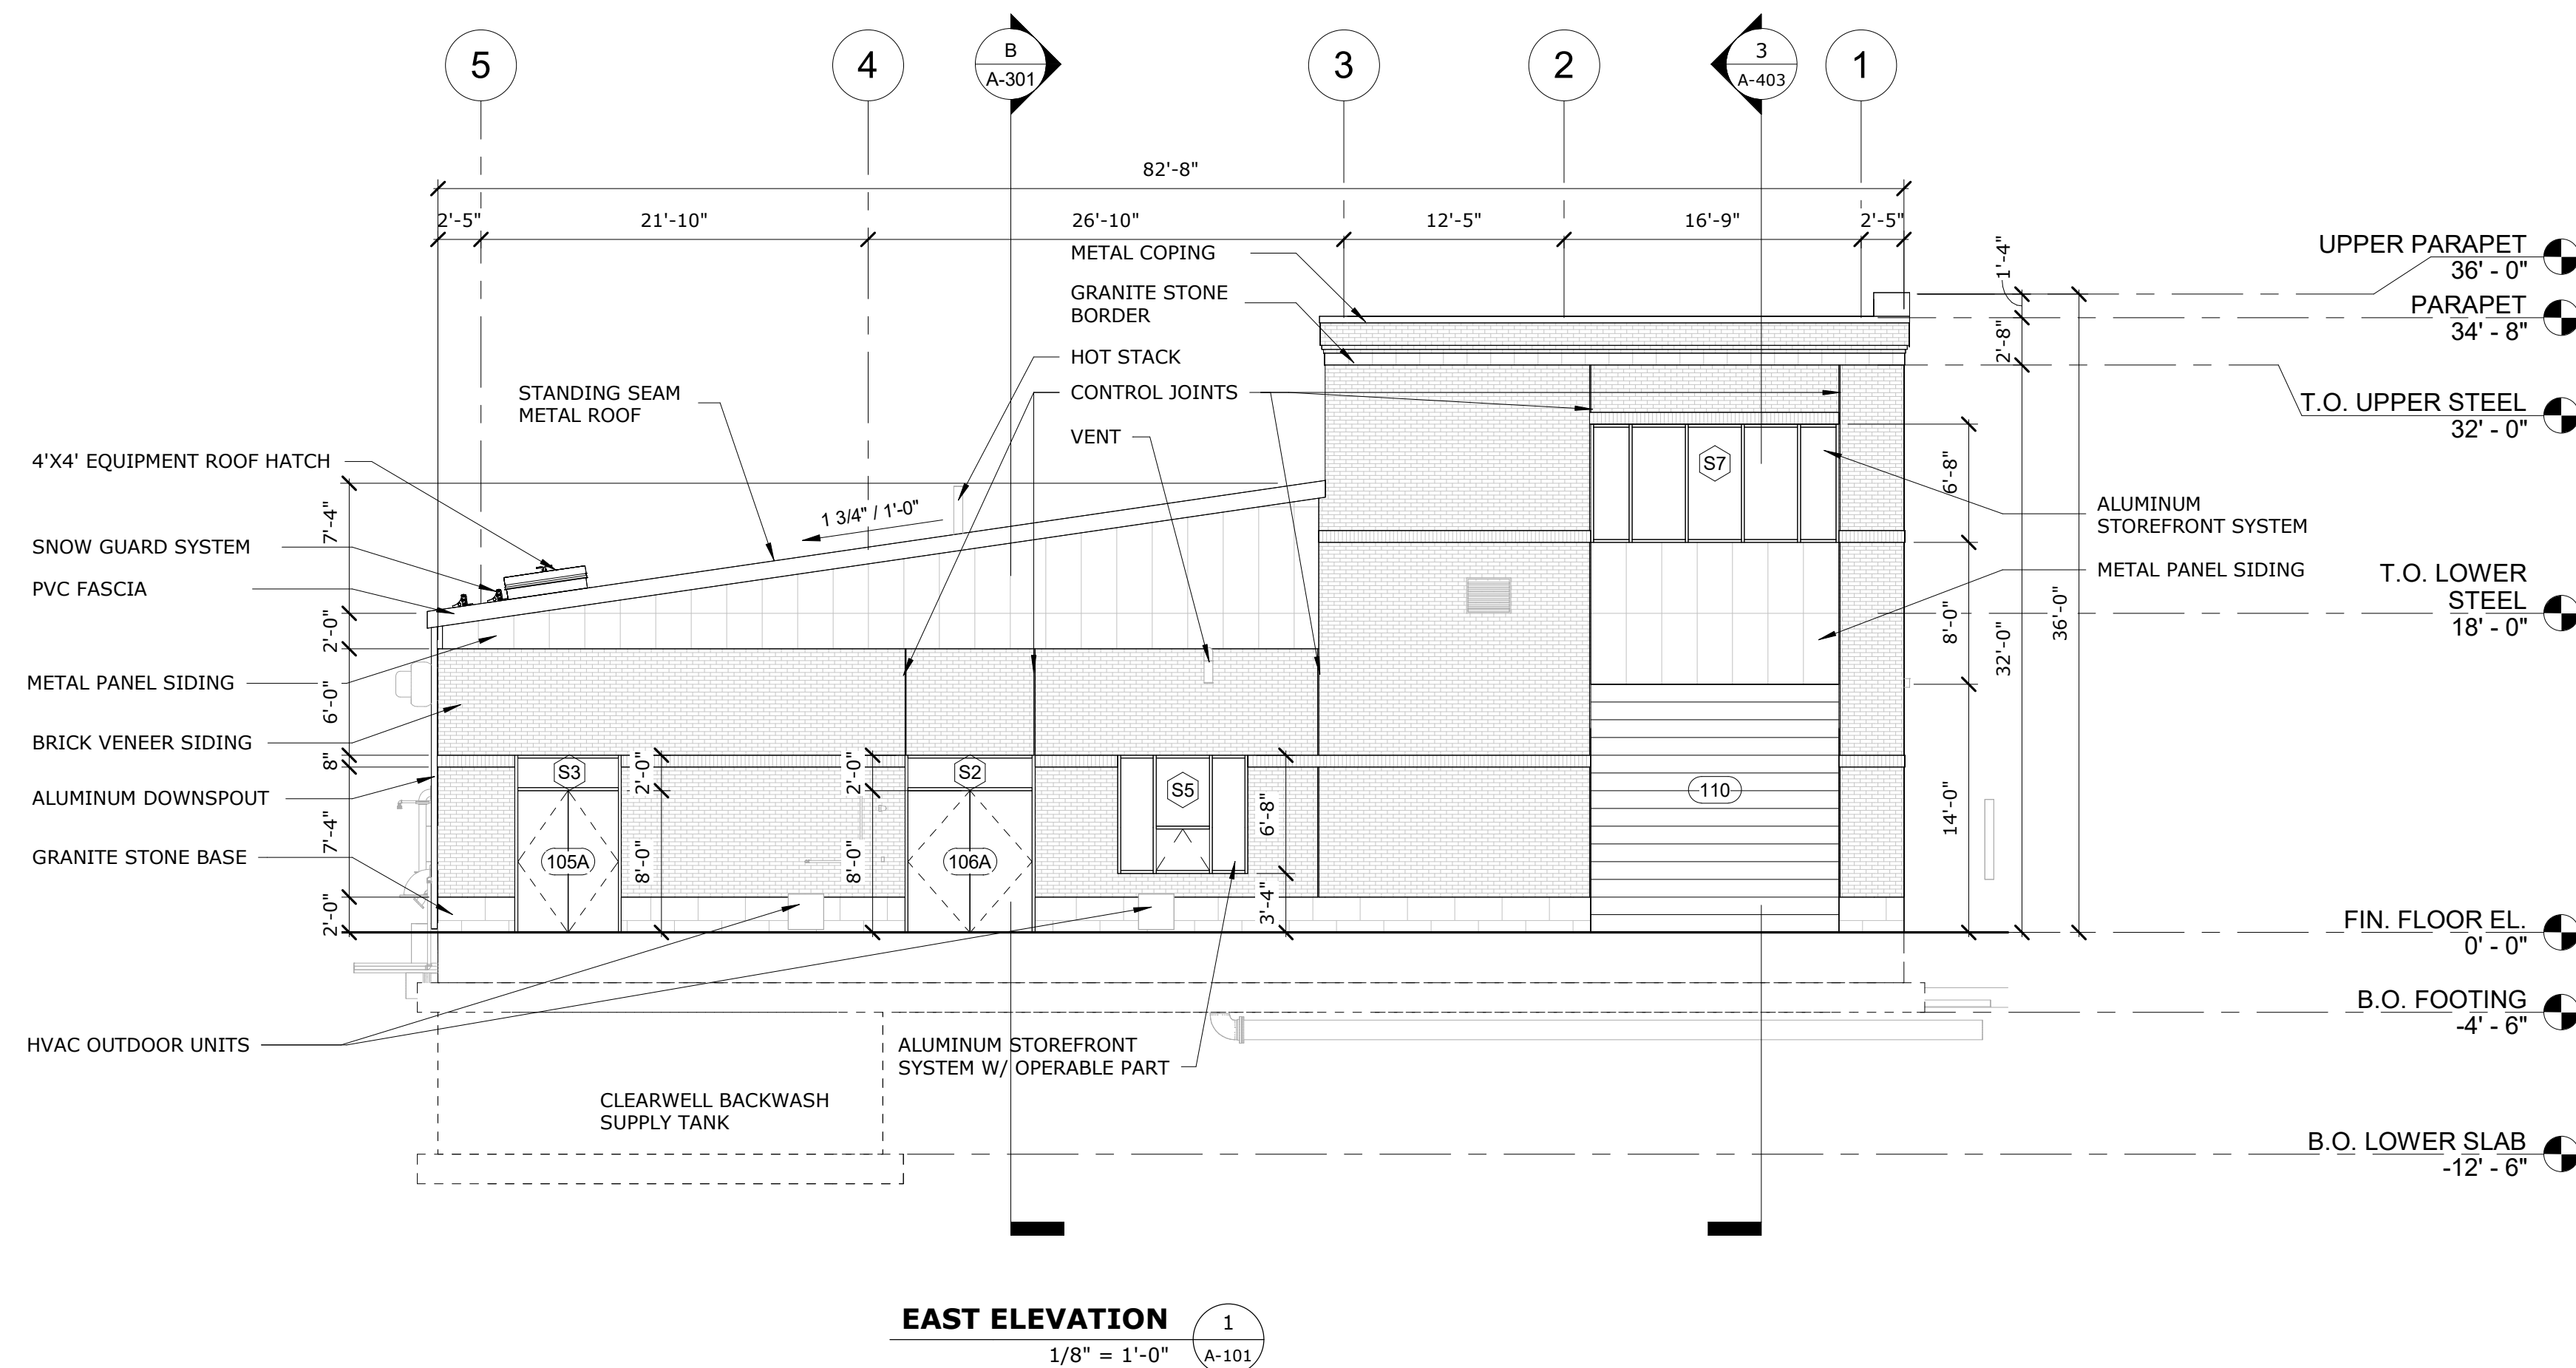 5
4
B
A-301
3
2
3
A-403
1
82'-8"
2'-5"
21'-10"
26'-10"
12'-5"
16'-9"
2'-5"
METAL COPING
GRANITE STONE
BORDER
HOT STACK
CONTROL JOINTS
VENT
STANDING SEAM
METAL ROOF
1 3/4" / 1'-0"
4'X4' EQUIPMENT ROOF HATCH
SNOW GUARD SYSTEM
PVC FASCIA
METAL PANEL SIDING
BRICK VENEER SIDING
ALUMINUM DOWNSPOUT
GRANITE STONE BASE
HVAC OUTDOOR UNITS
7'-4"
2'-0"
6'-0"
8"
7'-4"
2'-0"
S3
2'-0"
2'-0"
S2
S5
S7
105A
8'-0"
8'-0"
106A
6'-8"
3'-4"
110
1'-4"
2'-8"
6'-8"
8'-0"
14'-0"
32'-0"
36'-0"
UPPER PARAPET
36' - 0"
PARAPET
34' - 8"
T.O. UPPER STEEL
32' - 0"
ALUMINUM
STOREFRONT SYSTEM
METAL PANEL SIDING
T.O. LOWER
STEEL
18' - 0"
FIN. FLOOR EL.
0' - 0"
B.O. FOOTING
-4' - 6"
B.O. LOWER SLAB
-12' - 6"
ALUMINUM STOREFRONT
SYSTEM W/ OPERABLE PART
CLEARWELL BACKWASH
SUPPLY TANK
EAST ELEVATION
1/8" = 1'-0"
1
A-101